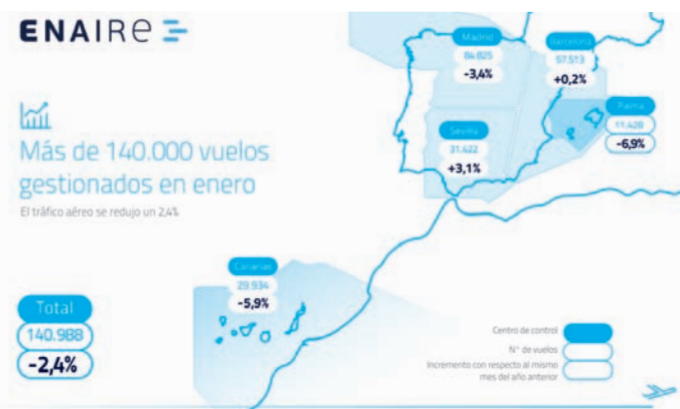 ENAIRE
Más de 140.000 vuelos
gestionados en enero
El tráfico aéreo se redujo un 2,4%
Total
140.988
-2,4%
Madrid
84.825
-3,4%
Barcelona
57.513
+0,2%
Palma
11.428
-6,9%
Sevilla
31.422
+3,1%
Canarias
29.934
-5,9%
Centro de control
N° de vuelos
Incremento con respecto al mismo
mes del año anterior